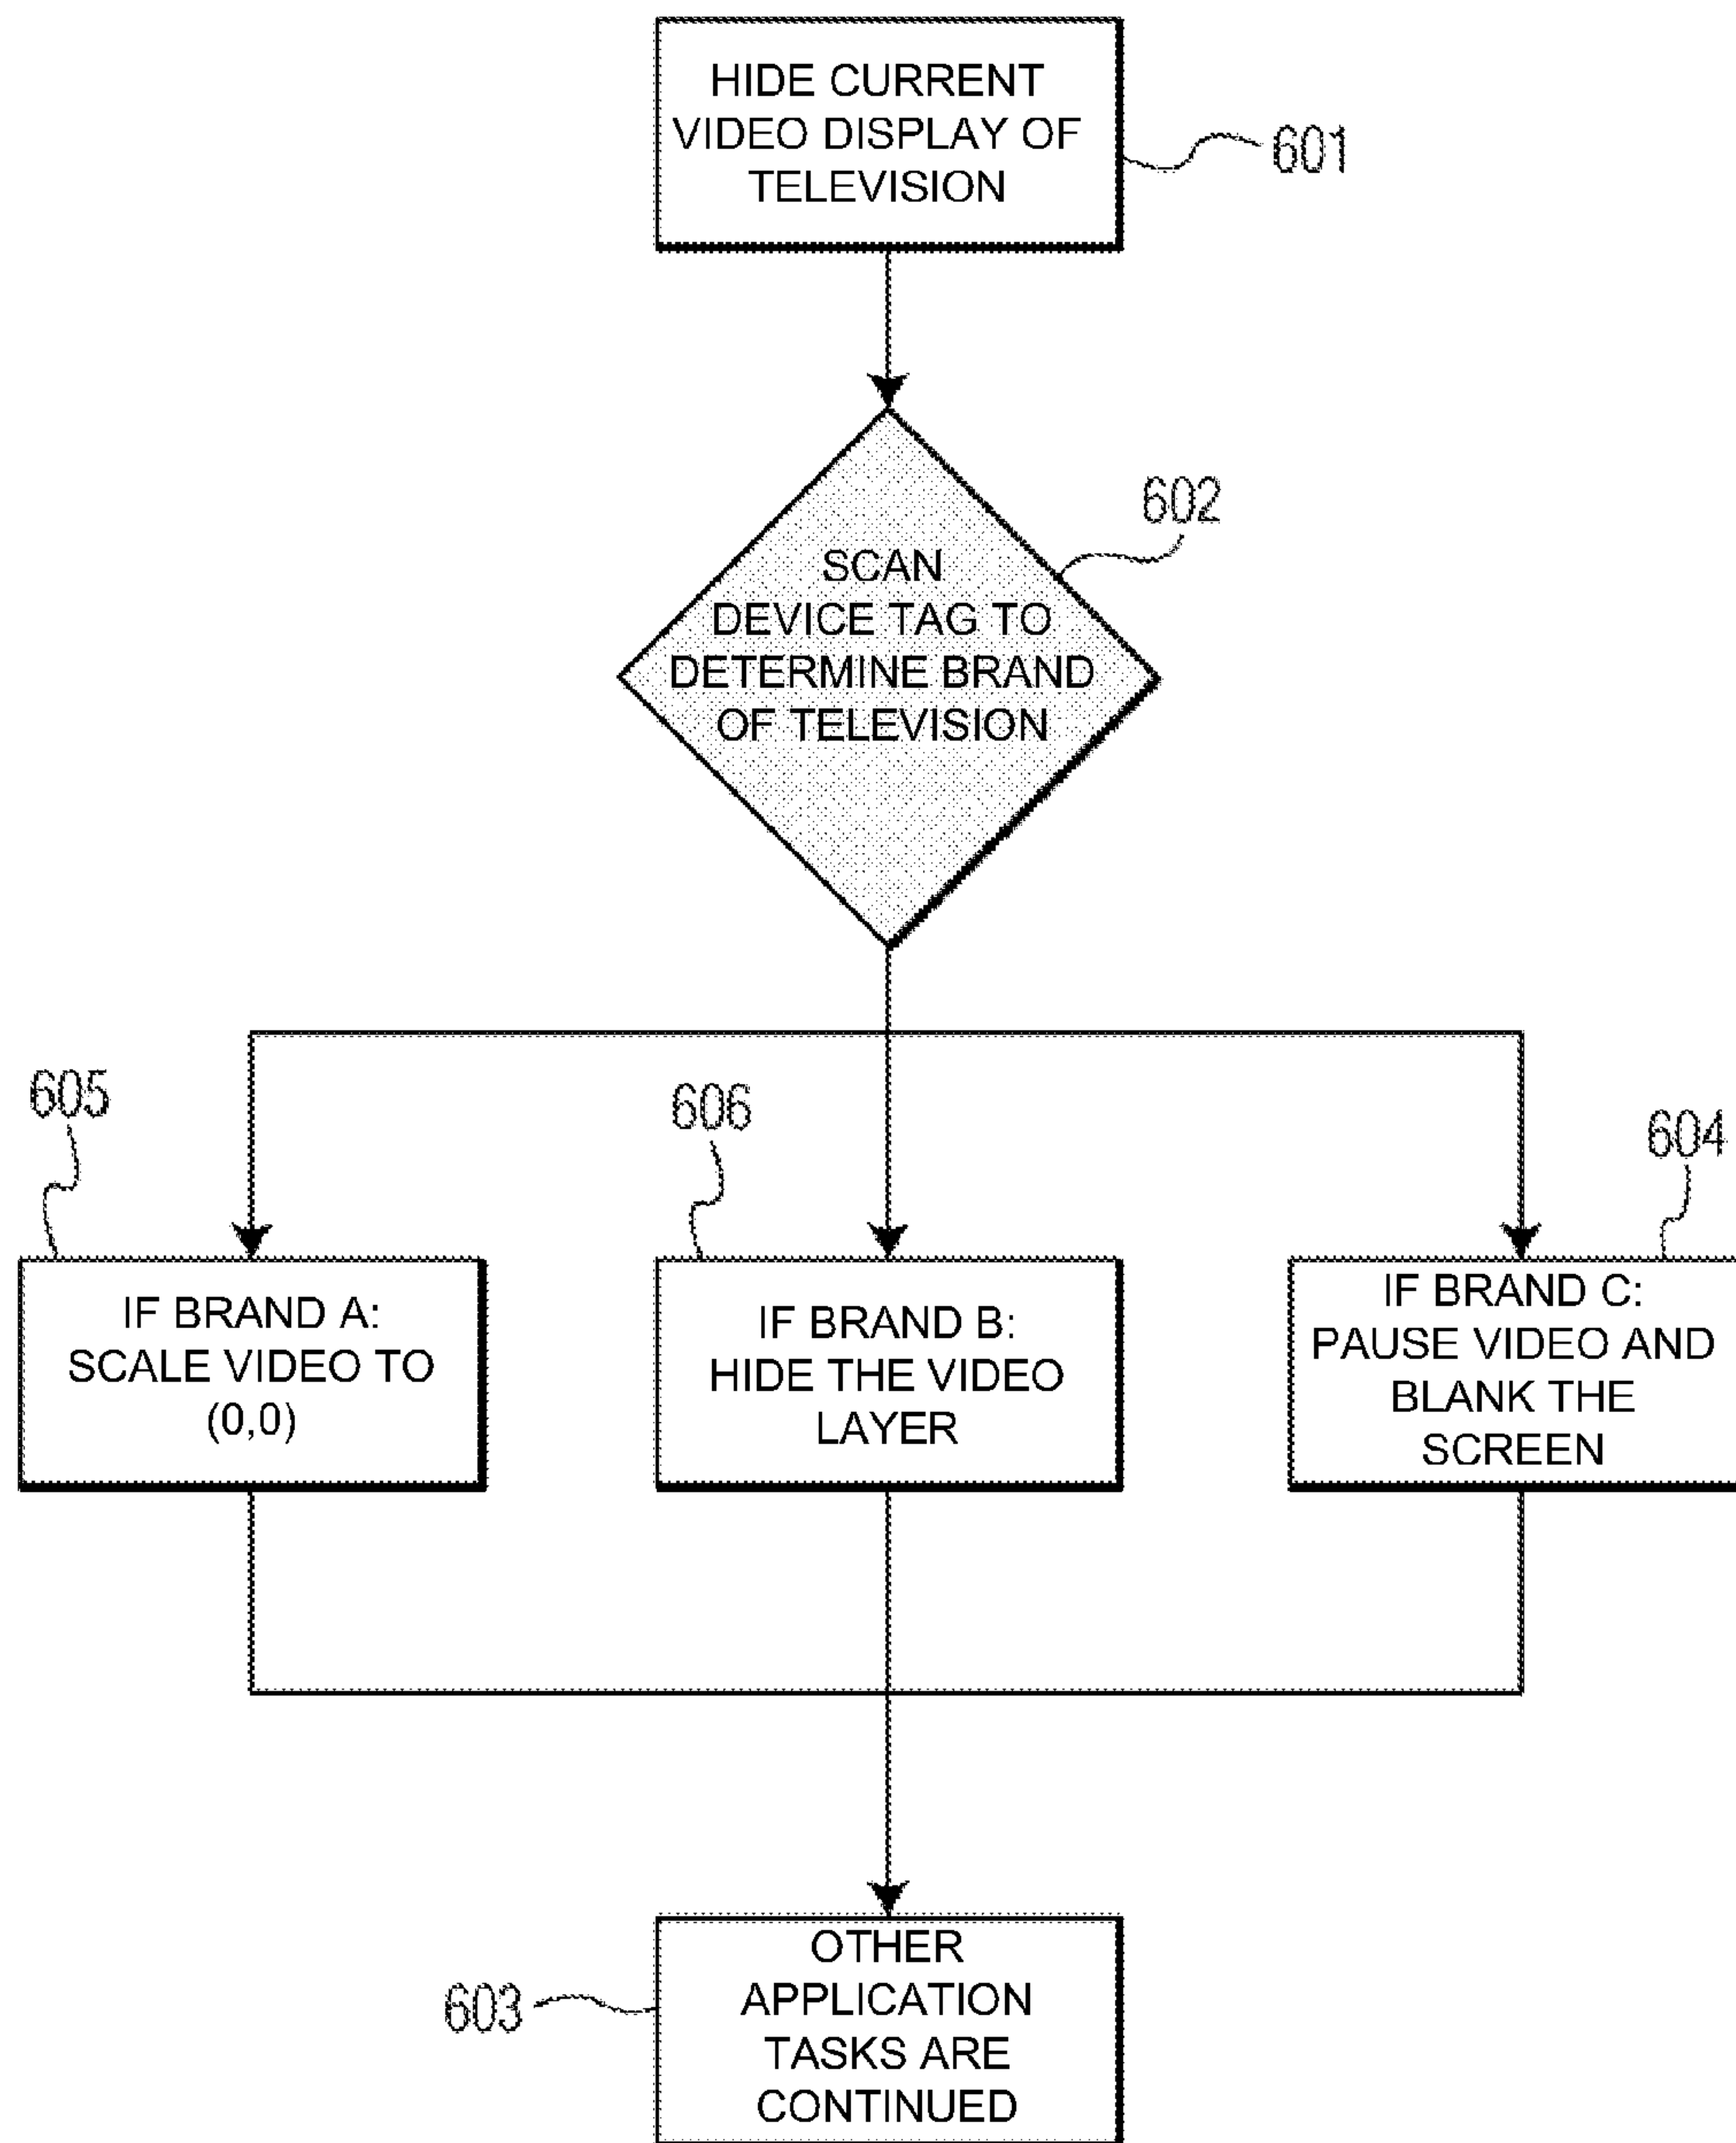 HIDE CURRENT
VIDEO DISPLAY OF
TELEVISION
601
602
SCAN
DEVICE TAG TO
DETERMINE BRAND
OF TELEVISION
605
606
604
IF BRAND A:
SCALE VIDEO TO
(0,0)
IF BRAND B:
HIDE THE VIDEO
LAYER
IF BRAND C:
PAUSE VIDEO AND
BLANK THE
SCREEN
603
OTHER
APPLICATION
TASKS ARE
CONTINUED